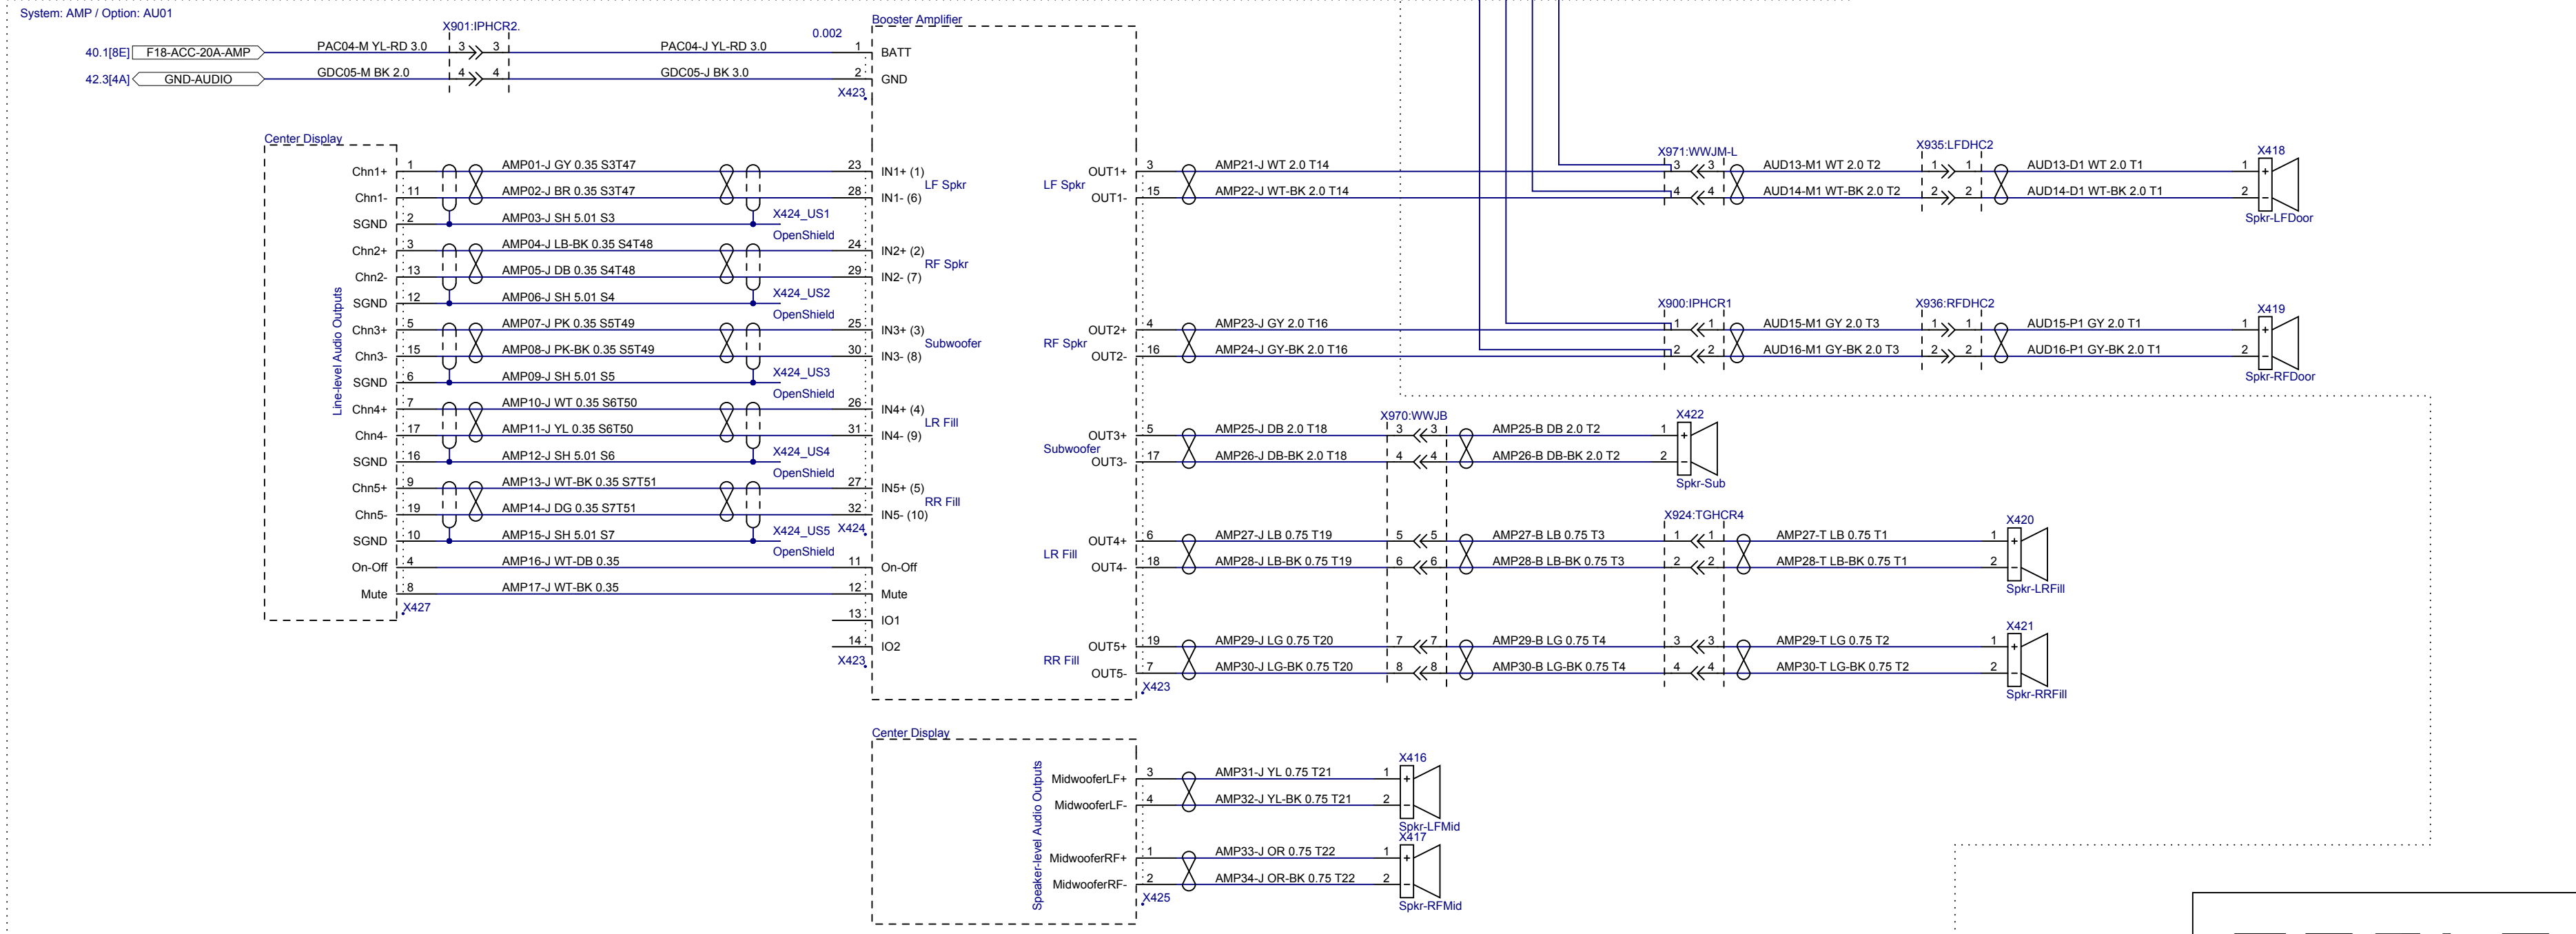 System: AMP / Option: AU01
X901:IPHCR2.
Booster Amplifier
0.002
40.1[8E] F18-ACC-20A-AMP PAC04-M YL-RD 3.0 3 3 PAC04-J YL-RD 3.0 1 BATT
42.3[4A] GND-AUDIO GDC05-M BK 2.0 4 4 GDC05-J BK 3.0 2 GND
X423
Center Display
Line-level Audio Outputs
Chn1+ 1 AMP01-J GY 0.35 S3T47 23 IN1+ (1)
LF Spkr
Chn1- 11 AMP02-J BR 0.35 S3T47 28 IN1- (6)
SGND 2 AMP03-J SH 5.01 S3 X424_US1
OpenShield
Chn2+ 3 AMP04-J LB-BK 0.35 S4T48 24 IN2+ (2)
RF Spkr
Chn2- 13 AMP05-J DB 0.35 S4T48 29 IN2- (7)
SGND 12 AMP06-J SH 5.01 S4 X424_US2
OpenShield
Chn3+ 5 AMP07-J PK 0.35 S5T49 25 IN3+ (3)
Subwoofer
Chn3- 15 AMP08-J PK-BK 0.35 S5T49 30 IN3- (8)
SGND 6 AMP09-J SH 5.01 S5 X424_US3
OpenShield
Chn4+ 7 AMP10-J WT 0.35 S6T50 26 IN4+ (4)
LR Fill
Chn4- 17 AMP11-J YL 0.35 S6T50 31 IN4- (9)
SGND 16 AMP12-J SH 5.01 S6 X424_US4
OpenShield
Chn5+ 9 AMP13-J WT-BK 0.35 S7T51 27 IN5+ (5)
RR Fill
Chn5- 19 AMP14-J DG 0.35 S7T51 32 IN5- (10)
X424
SGND 10 AMP15-J SH 5.01 S7 X424_US5
OpenShield
On-Off 4 AMP16-J WT-DB 0.35 11 On-Off
Mute 8 AMP17-J WT-BK 0.35 12 Mute
X427
13 IO1
14 IO2
X423
X971:WWJM-L X935:LFDHC2 X418
OUT1+ 3 AMP21-J WT 2.0 T14 3 3 AUD13-M1 WT 2.0 T2 1 1 AUD13-D1 WT 2.0 T1 1 +
LF Spkr
OUT1- 15 AMP22-J WT-BK 2.0 T14 4 4 AUD14-M1 WT-BK 2.0 T2 2 2 AUD14-D1 WT-BK 2.0 T1 2 −
Spkr-LFDoor
X900:IPHCR1 X936:RFDHC2 X419
OUT2+ 4 AMP23-J GY 2.0 T16 1 1 AUD15-M1 GY 2.0 T3 1 1 AUD15-P1 GY 2.0 T1 1 +
RF Spkr
OUT2- 16 AMP24-J GY-BK 2.0 T16 2 2 AUD16-M1 GY-BK 2.0 T3 2 2 AUD16-P1 GY-BK 2.0 T1 2 −
Spkr-RFDoor
X970:WWJB X422
OUT3+ 5 AMP25-J DB 2.0 T18 3 3 AMP25-B DB 2.0 T2 1 +
Subwoofer
OUT3- 17 AMP26-J DB-BK 2.0 T18 4 4 AMP26-B DB-BK 2.0 T2 2 −
Spkr-Sub
X924:TGHCR4 X420
OUT4+ 6 AMP27-J LB 0.75 T19 5 5 AMP27-B LB 0.75 T3 1 1 AMP27-T LB 0.75 T1 1 +
LR Fill
OUT4- 18 AMP28-J LB-BK 0.75 T19 6 6 AMP28-B LB-BK 0.75 T3 2 2 AMP28-T LB-BK 0.75 T1 2 −
Spkr-LRFill
X421
OUT5+ 19 AMP29-J LG 0.75 T20 7 7 AMP29-B LG 0.75 T4 3 3 AMP29-T LG 0.75 T2 1 +
RR Fill
OUT5- 7 AMP30-J LG-BK 0.75 T20 8 8 AMP30-B LG-BK 0.75 T4 4 4 AMP30-T LG-BK 0.75 T2 2 −
X423
Spkr-RRFill
Center Display
Speaker-level Audio Outputs
X416
MidwooferLF+ 3 AMP31-J YL 0.75 T21 1 +
MidwooferLF- 4 AMP32-J YL-BK 0.75 T21 2 −
Spkr-LFMid
X417
MidwooferRF+ 1 AMP33-J OR 0.75 T22 1 +
MidwooferRF- 2 AMP34-J OR-BK 0.75 T22 2 −
X425
Spkr-RFMid